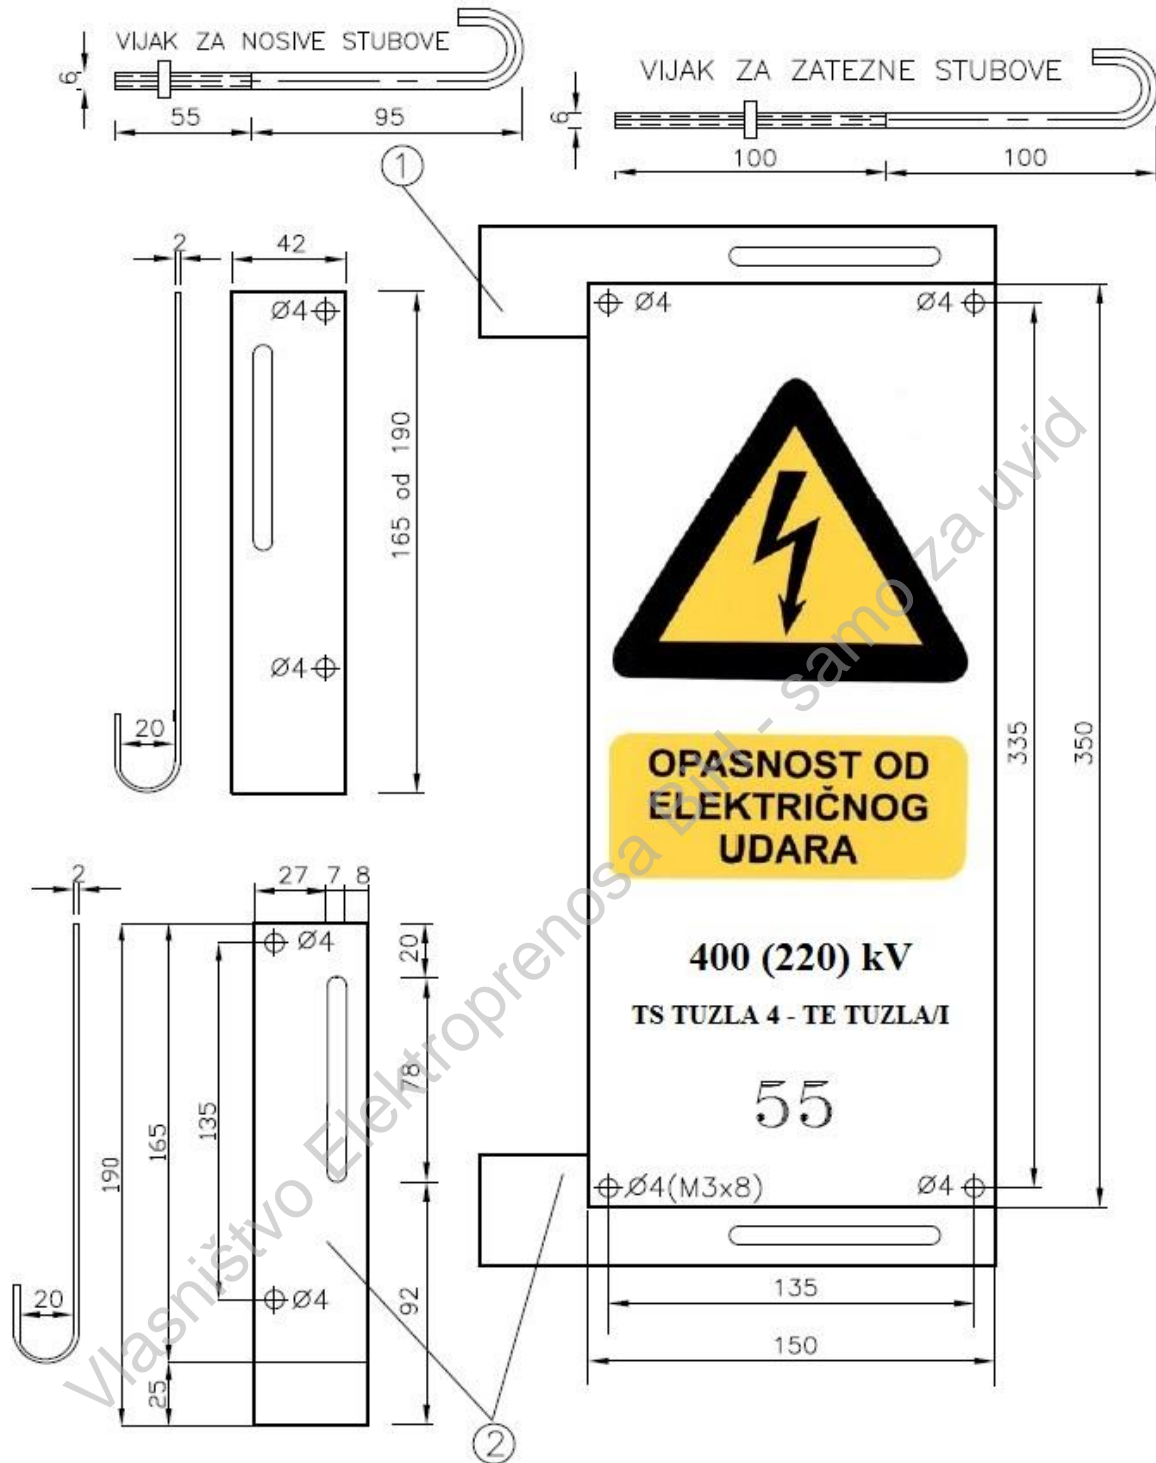 VIJAK ZA NOSIVE STUBOVE
6
55
95
VIJAK ZA ZATEZNE STUBOVE
6
100
100
1
2
42
Ø4
165 od 190
Ø4
20
Ø4
Ø4
335
350
OPASNOST OD
ELEKTRIČNOG
UDARA
400 (220) kV
TS TUZLA 4 - TE TUZLA/I
55
Ø4(M3x8)
Ø4
135
150
2
27 7 8
Ø4
20
78
92
190
165
135
Ø4
20
25
2
Vlasništvo Elektroprenosa BiH - samo za uvid